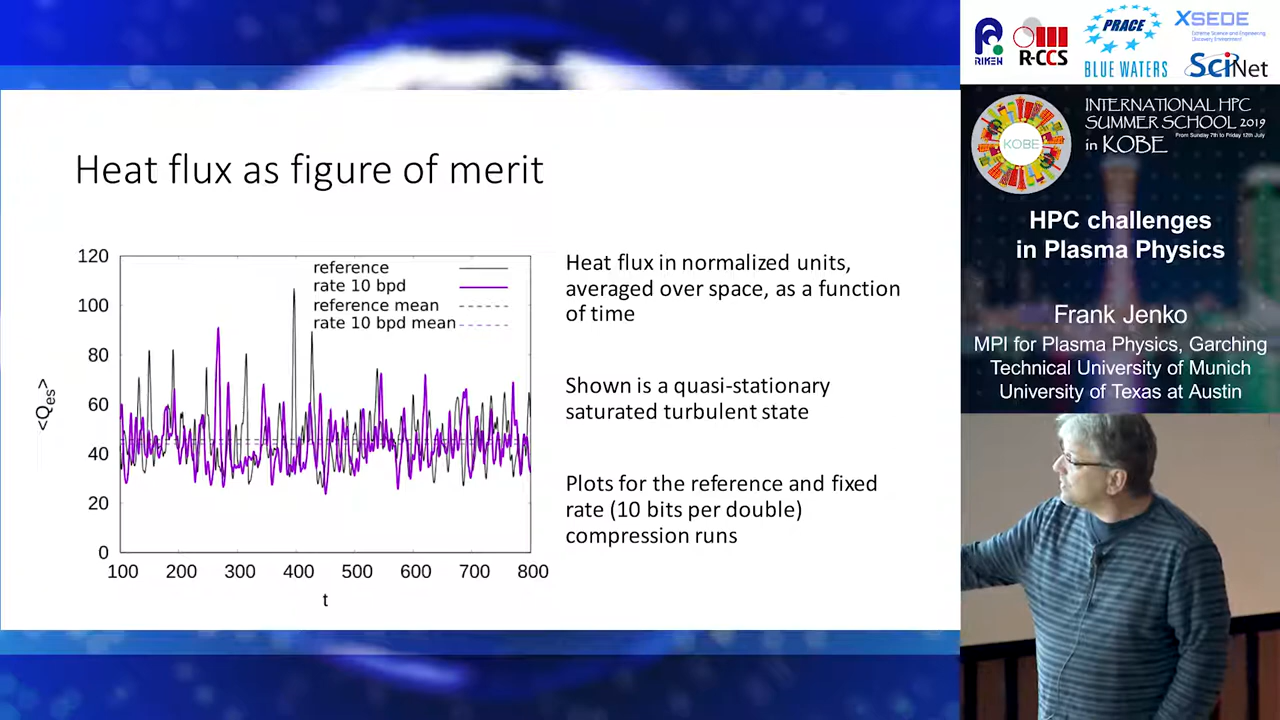 Heat flux as figure of merit
120
100
80
60
40
20
0
<Qes>
reference
rate 10 bpd
reference mean
rate 10 bpd mean
100 200 300 400 500 600 700 800
t
Heat flux in normalized units,
averaged over space, as a function
of time
Shown is a quasi-stationary
saturated turbulent state
Plots for the reference and fixed
rate (10 bits per double)
compression runs
RIKEN
R-CCS
PRACE
BLUE WATERS
XSEDE
Extreme Science and Engineering
Discovery Environment
SciNet
KOBE
INTERNATIONAL HPC
SUMMER SCHOOL 2019
From Sunday 7th to Friday 12th July
in KOBE
HPC challenges
in Plasma Physics
Frank Jenko
MPI for Plasma Physics, Garching
Technical University of Munich
University of Texas at Austin